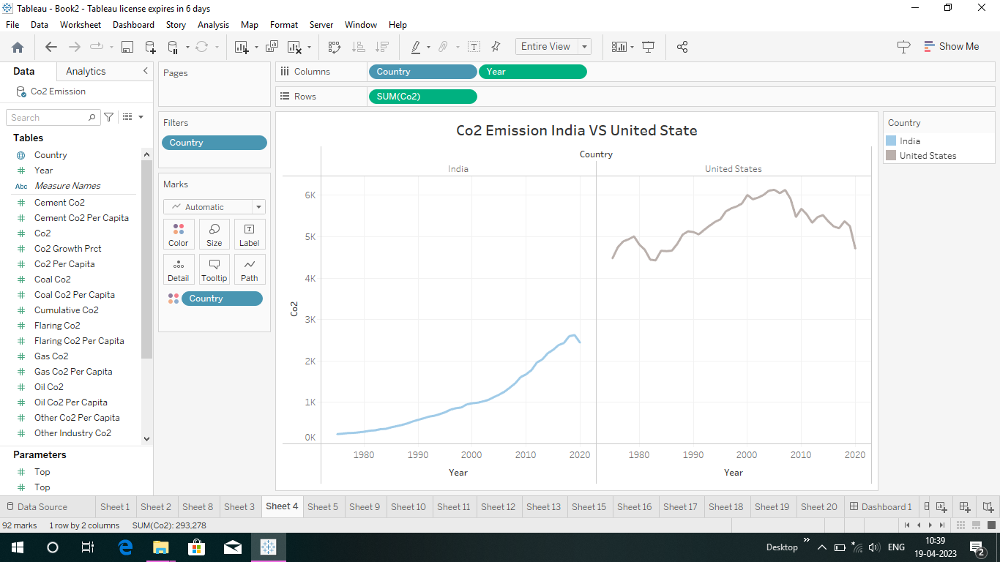 Tableau - Book2 - Tableau license expires in 6 days
File Data Worksheet Dashboard Story Analysis Map Format Server Window Help
Entire View
Show Me
Data Analytics
Co2 Emission
Search
Tables
Country
Year
Abc Measure Names
Cement Co2
Cement Co2 Per Capita
Co2
Co2 Growth Prct
Co2 Per Capita
Coal Co2
Coal Co2 Per Capita
Cumulative Co2
Flaring Co2
Flaring Co2 Per Capita
Gas Co2
Gas Co2 Per Capita
Oil Co2
Oil Co2 Per Capita
Other Co2 Per Capita
Other Industry Co2
Parameters
Top
Top
Pages
Filters
Country
Marks
Automatic
Color Size Label
Detail Tooltip Path
Country
Columns Country Year
Rows SUM(Co2)
Co2 Emission India VS United State
Country
India United States
6K
5K
4K
3K
2K
1K
0K
Co2
1980 1990 2000 2010 2020 1980 1990 2000 2010 2020
Year Year
Country
India
United States
Data Source Sheet 1 Sheet 2 Sheet 8 Sheet 3 Sheet 4 Sheet 5 Sheet 9 Sheet 10 Sheet 11 Sheet 12 Sheet 13 Sheet 15 Sheet 16 Sheet 17 Sheet 18 Sheet 19 Sheet 20 Dashboard 1
92 marks 1 row by 2 columns SUM(Co2): 293,278
Desktop ENG 10:39
19-04-2023
2